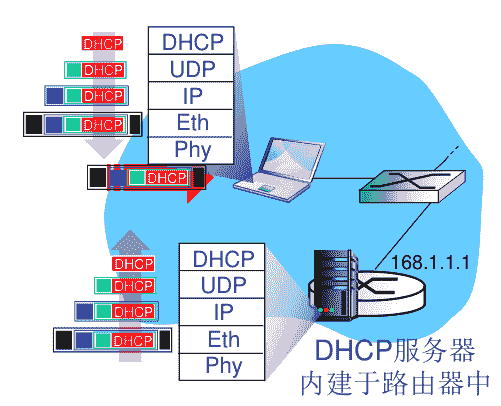 DHCP
DHCP
DHCP
DHCP
DHCP
UDP
IP
Eth
Phy
DHCP
DHCP
DHCP
DHCP
DHCP
DHCP
UDP
IP
Eth
Phy
168.1.1.1
DHCP服务器
内建于路由器中